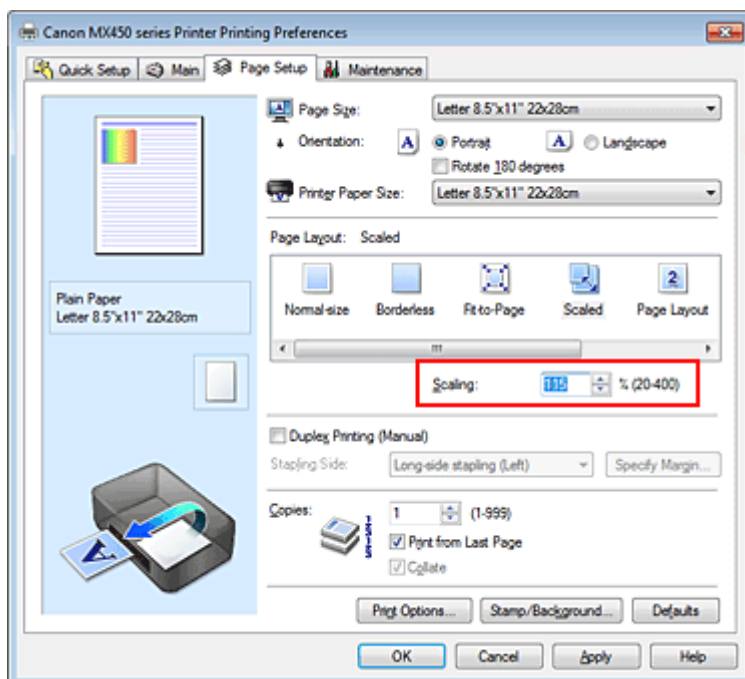 Canon MX450 series Printer Printing Preferences
Quick Setup Main Page Setup Maintenance
Page Size: Letter 8.5"x11" 22x28cm
Orientation: A Portrait A Landscape
Rotate 180 degrees
Printer Paper Size: Letter 8.5"x11" 22x28cm
Page Layout: Scaled
Normal-size Borderless Fit-to-Page Scaled 2 Page Layout
Plain Paper
Letter 8.5"x11" 22x28cm
Scaling: 115 % (20-400)
Duplex Printing (Manual)
Stapling Side: Long-side stapling (Left) Specify Margin...
Copies: 1 (1-999)
Print from Last Page
Collate
A
Print Options... Stamp/Background... Defaults
OK Cancel Apply Help